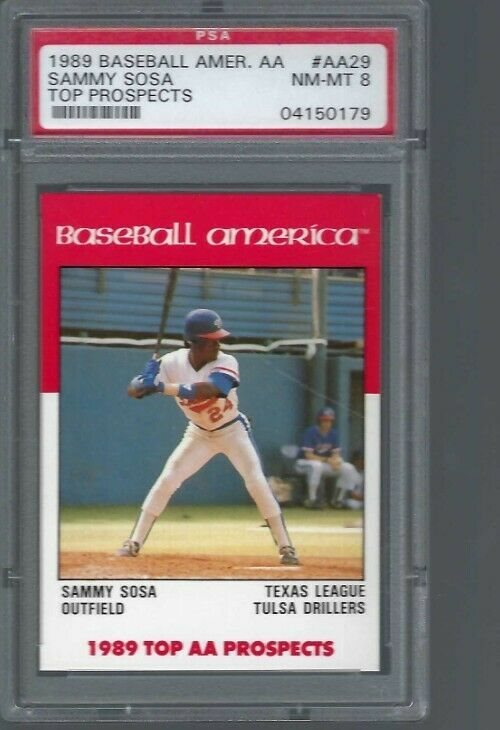 PSA
1989 BASEBALL AMER. AA #AA29
SAMMY SOSA NM-MT 8
TOP PROSPECTS
04150179
BaseBall america™
24
SAMMY SOSA TEXAS LEAGUE
OUTFIELD TULSA DRILLERS
1989 TOP AA PROSPECTS